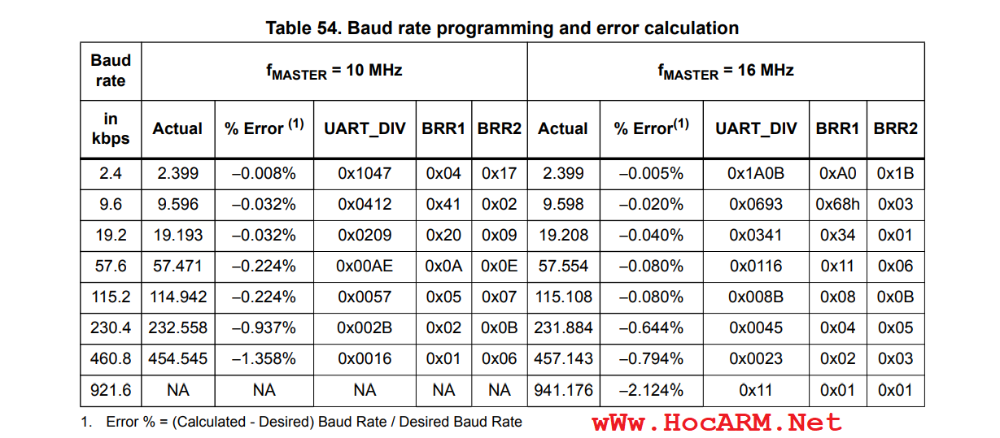 Table 54. Baud rate programming and error calculation
Baud rate fMASTER = 10 MHz fMASTER = 16 MHz
in kbps Actual % Error (1) UART_DIV BRR1 BRR2 Actual % Error(1) UART_DIV BRR1 BRR2
2.4 2.399 –0.008% 0x1047 0x04 0x17 2.399 –0.005% 0x1A0B 0xA0 0x1B
9.6 9.596 –0.032% 0x0412 0x41 0x02 9.598 –0.020% 0x0693 0x68h 0x03
19.2 19.193 –0.032% 0x0209 0x20 0x09 19.208 –0.040% 0x0341 0x34 0x01
57.6 57.471 –0.224% 0x00AE 0x0A 0x0E 57.554 –0.080% 0x0116 0x11 0x06
115.2 114.942 –0.224% 0x0057 0x05 0x07 115.108 –0.080% 0x008B 0x08 0x0B
230.4 232.558 –0.937% 0x002B 0x02 0x0B 231.884 –0.644% 0x0045 0x04 0x05
460.8 454.545 –1.358% 0x0016 0x01 0x06 457.143 –0.794% 0x0023 0x02 0x03
921.6 NA NA NA NA NA 941.176 –2.124% 0x11 0x01 0x01
1. Error % = (Calculated - Desired) Baud Rate / Desired Baud Rate
wWw.HocARM.Net